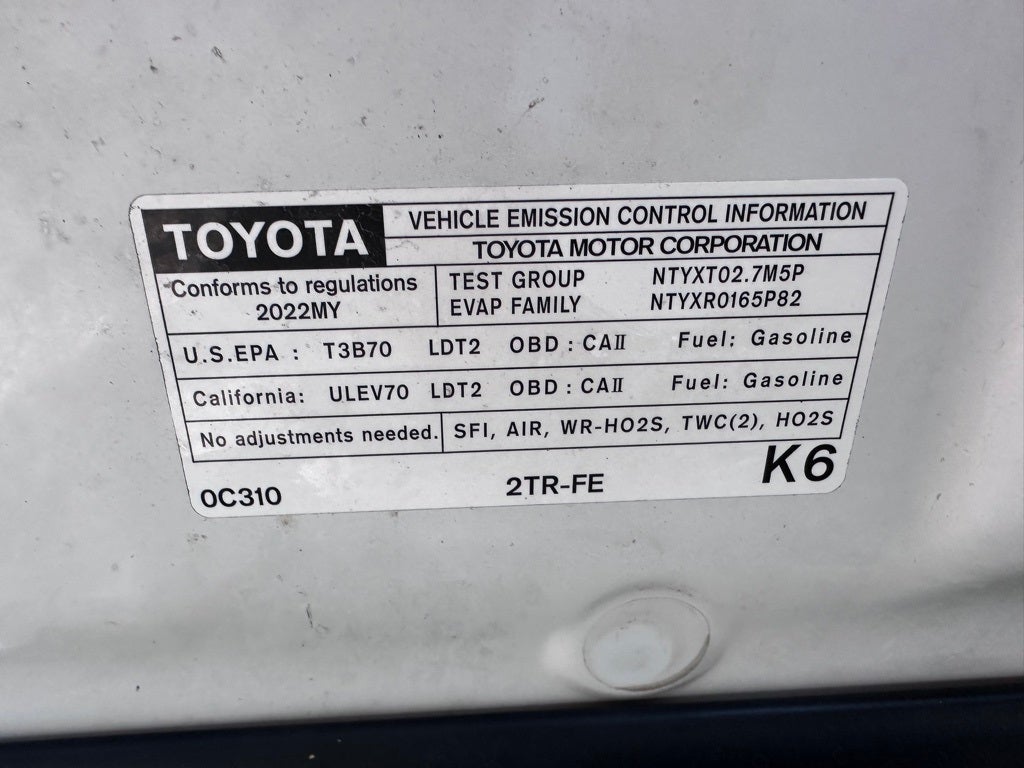 TOYOTA
VEHICLE EMISSION CONTROL INFORMATION
TOYOTA MOTOR CORPORATION
Conforms to regulations
2022MY
TEST GROUP NTYXT02.7M5P
EVAP FAMILY NTYXR0165P82
U.S.EPA : T3B70 LDT2 OBD : CAII Fuel: Gasoline
California: ULEV70 LDT2 OBD : CAII Fuel: Gasoline
No adjustments needed. SFI, AIR, WR-HO2S, TWC(2), HO2S
0C310 2TR-FE K6